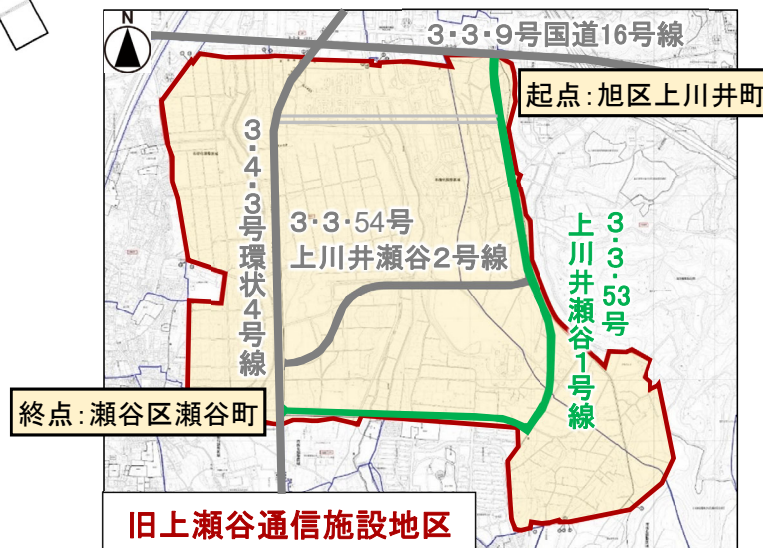 N
3・3・9号国道16号線
起点：旭区上川井町
3・4・3号環状4号線
3・3・54号
上川井瀬谷2号線
3・3・53号
上川井瀬谷1号線
終点：瀬谷区瀬谷町
旧上瀬谷通信施設地区